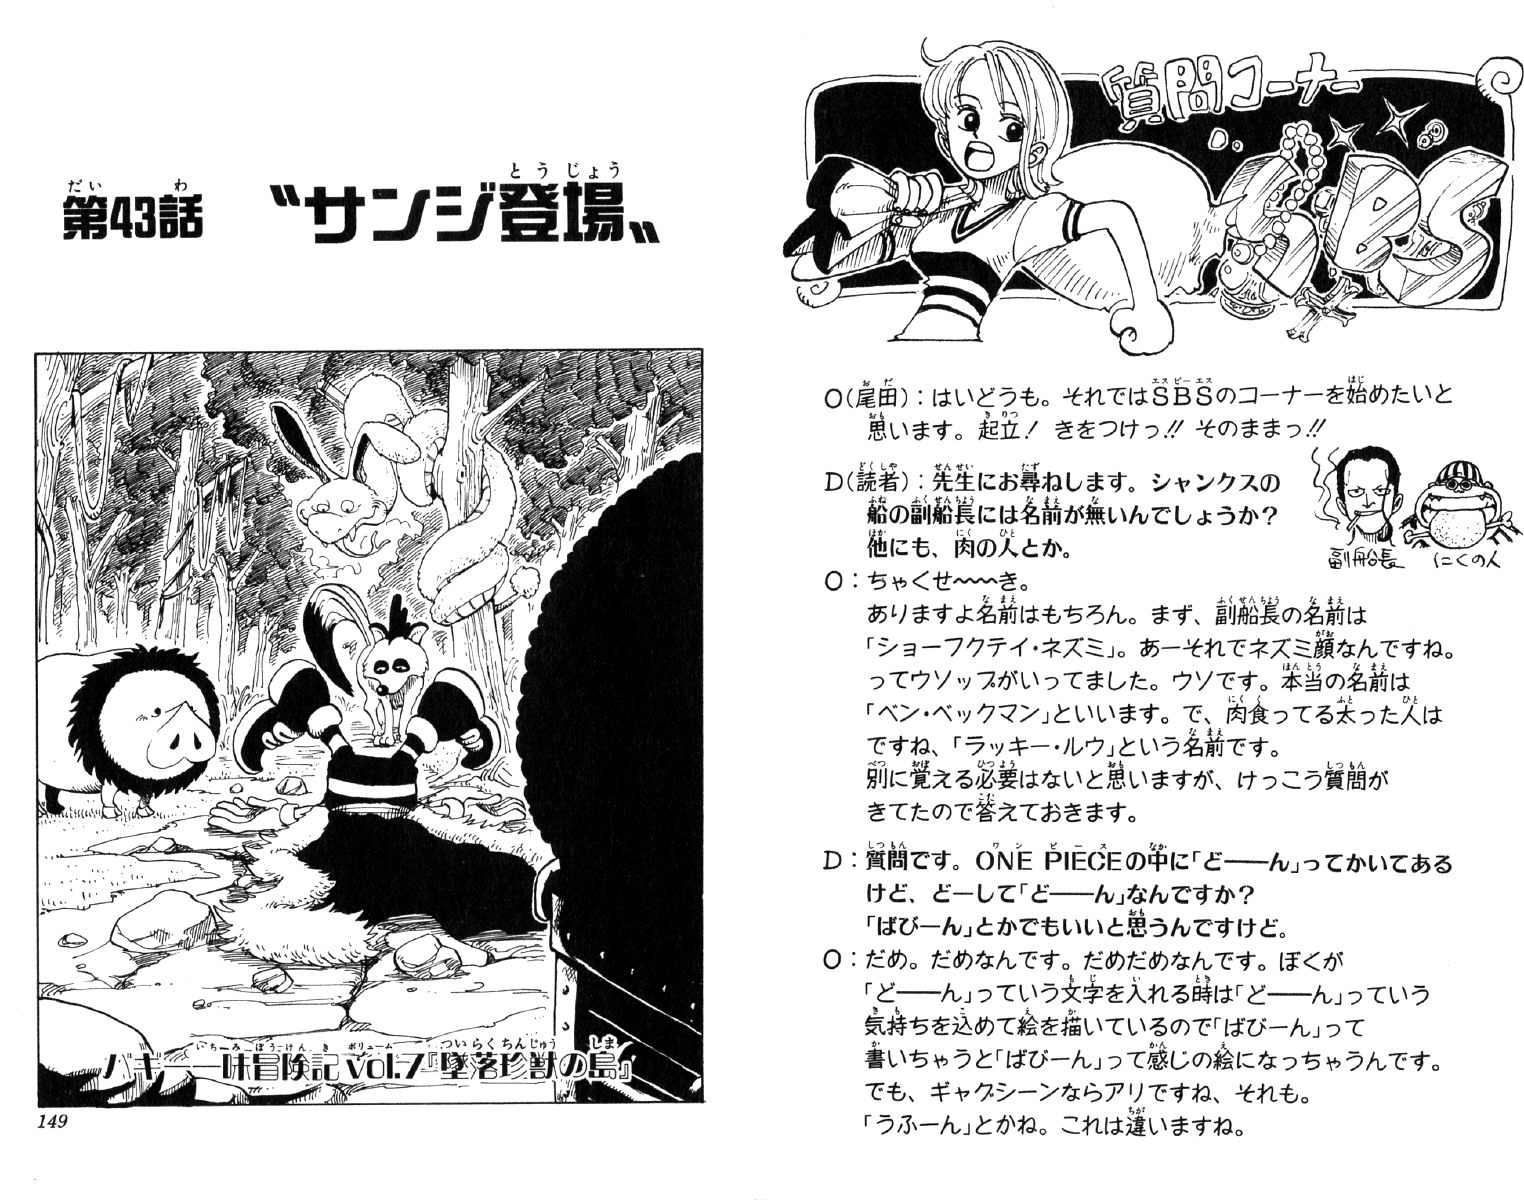 質問コーナー
SBS
O(尾田):はいどうも。それではSBSのコーナーを始めたいと
思います。起立! きをつけっ!! そのままっ!!
D(読者):先生にお尋ねします。シャンクスの
船の副船長には名前が無いんでしょうか?
他にも、肉の人とか。
副船長
にくの人
O:ちゃくせ〜〜〜き。
ありますよ名前はもちろん。まず、副船長の名前は
「ショーフクテイ・ネズミ」。あーそれでネズミ顔なんですね。
ってウソップがいってました。ウソです。本当の名前は
「ベン・ベックマン」といいます。で、肉食ってる太った人は
ですね、「ラッキー・ルウ」という名前です。
別に覚える必要はないと思いますが、けっこう質問が
きてたので答えておきます。
D:質問です。ONE PIECEの中に「ど――ん」ってかいてある
けど、どーして「ど――ん」なんですか?
「ばびーん」とかでもいいと思うんですけど。
O:だめ。だめなんです。だめだめなんです。ぼくが
「ど――ん」っていう文字を入れる時は「ど――ん」っていう
気持ちを込めて絵を描いているので「ばびーん」って
書いちゃうと「ばびーん」って感じの絵になっちゃうんです。
でも、ギャグシーンならアリですね、それも。
「うふーん」とかね。これは違いますね。
第43話 〝サンジ登場〟
バギー一味冒険記 vol.7『墜落珍獣の島』
149